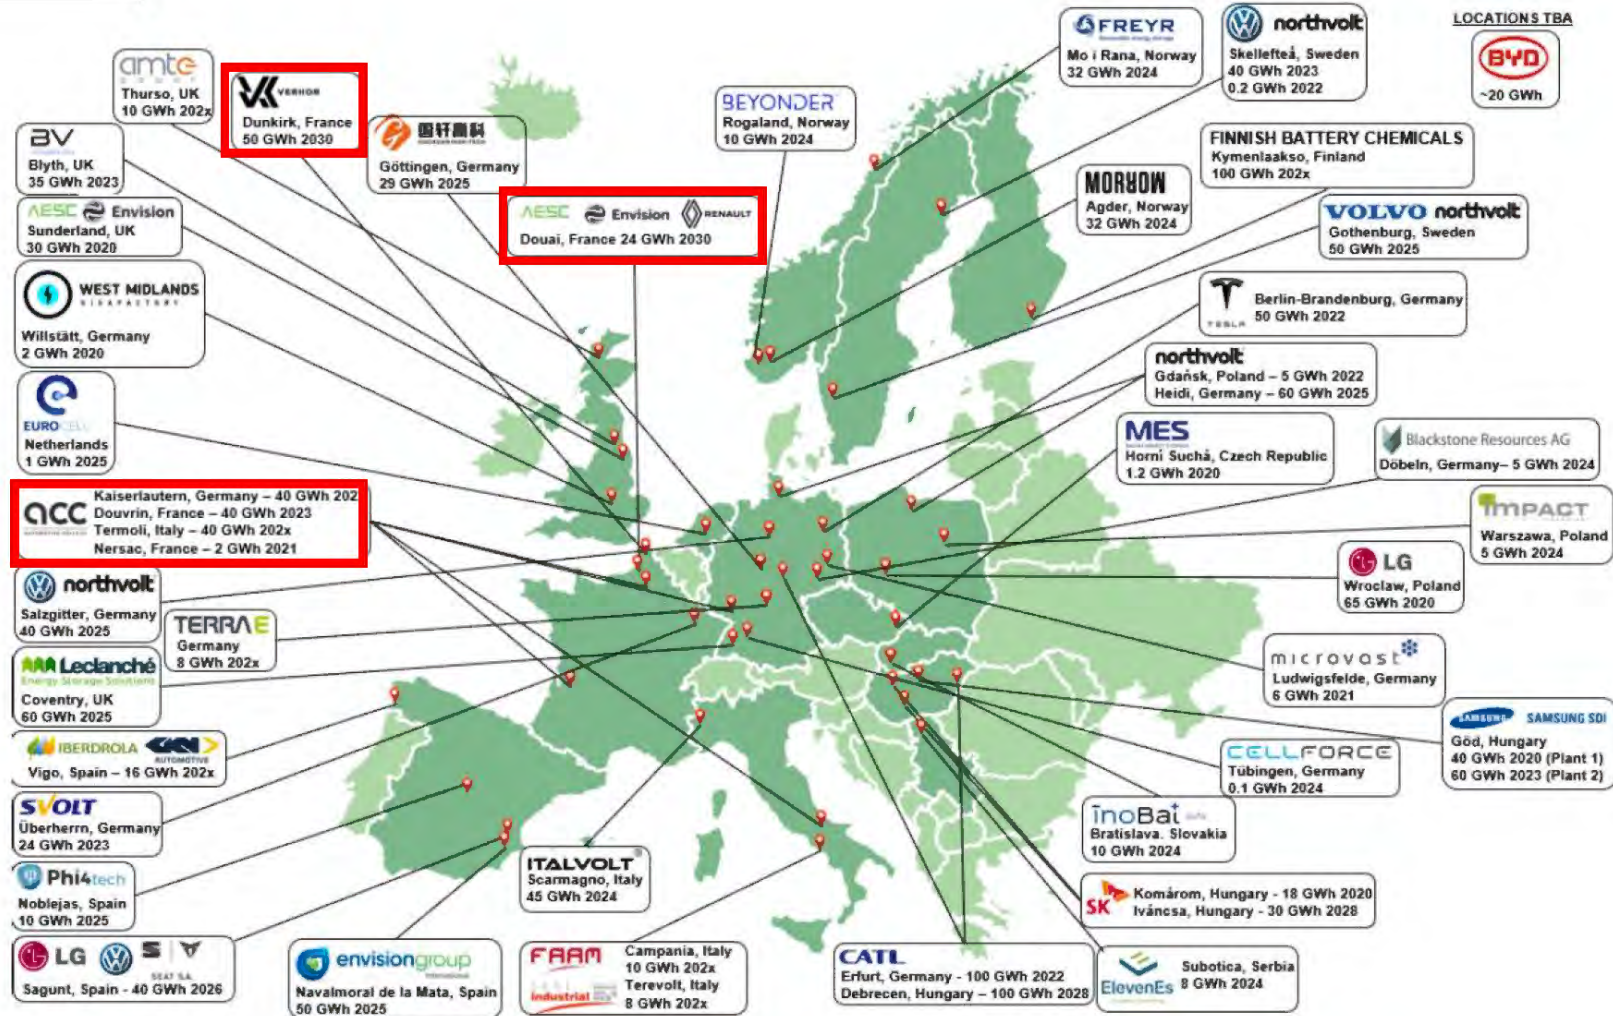 LOCATIONS TBA
BYD
~20 GWh
amte
Thurso, UK
10 GWh 202x
VERKOR
Dunkirk, France
50 GWh 2030
国轩高科
Göttingen, Germany
29 GWh 2025
BEYONDER
Rogaland, Norway
10 GWh 2024
FREYR
Mo i Rana, Norway
32 GWh 2024
northvolt
Skellefteå, Sweden
40 GWh 2023
0.2 GWh 2022
BV
Blyth, UK
35 GWh 2023
AESC Envision
Sunderland, UK
30 GWh 2020
AESC Envision RENAULT
Douai, France 24 GWh 2030
MORROW
Agder, Norway
32 GWh 2024
FINNISH BATTERY CHEMICALS
Kymenlaakso, Finland
100 GWh 202x
VOLVO northvolt
Gothenburg, Sweden
50 GWh 2025
WEST MIDLANDS
GIGAFACTORY
Willstätt, Germany
2 GWh 2020
TESLA
Berlin-Brandenburg, Germany
50 GWh 2022
northvolt
Gdańsk, Poland – 5 GWh 2022
Heidi, Germany – 60 GWh 2025
EUROCELL
Netherlands
1 GWh 2025
MES
Horní Suchá, Czech Republic
1.2 GWh 2020
Blackstone Resources AG
Döbeln, Germany– 5 GWh 2024
acc
Kaiserlautern, Germany – 40 GWh 202
Douvrin, France – 40 GWh 2023
Termoli, Italy – 40 GWh 202x
Nersac, France – 2 GWh 2021
IMPACT
Warszawa, Poland
5 GWh 2024
LG
Wroclaw, Poland
65 GWh 2020
northvolt
Salzgitter, Germany
40 GWh 2025
TERRA E
Germany
8 GWh 202x
Leclanché
Energy Storage Solutions
Coventry, UK
60 GWh 2025
microvast
Ludwigsfelde, Germany
6 GWh 2021
SAMSUNG SAMSUNG SDI
Göd, Hungary
40 GWh 2020 (Plant 1)
60 GWh 2023 (Plant 2)
IBERDROLA GKN
AUTOMOTIVE
Vigo, Spain – 16 GWh 202x
CELLFORCE
Tübingen, Germany
0.1 GWh 2024
SVOLT
Überherrn, Germany
24 GWh 2023
inoBat
Bratislava. Slovakia
10 GWh 2024
Phi4tech
Noblejas, Spain
10 GWh 2025
ITALVOLT
Scarmagno, Italy
45 GWh 2024
SK
Komárom, Hungary - 18 GWh 2020
Iváncsa, Hungary - 30 GWh 2028
LG
SEAT S.A.
Sagunt, Spain - 40 GWh 2026
envisiongroup
Navalmoral de la Mata, Spain
50 GWh 2025
FAAM
industrial
Campania, Italy
10 GWh 202x
Terevolt, Italy
8 GWh 202x
CATL
Erfurt, Germany - 100 GWh 2022
Debrecen, Hungary – 100 GWh 2028
ElevenEs
Subotica, Serbia
8 GWh 2024